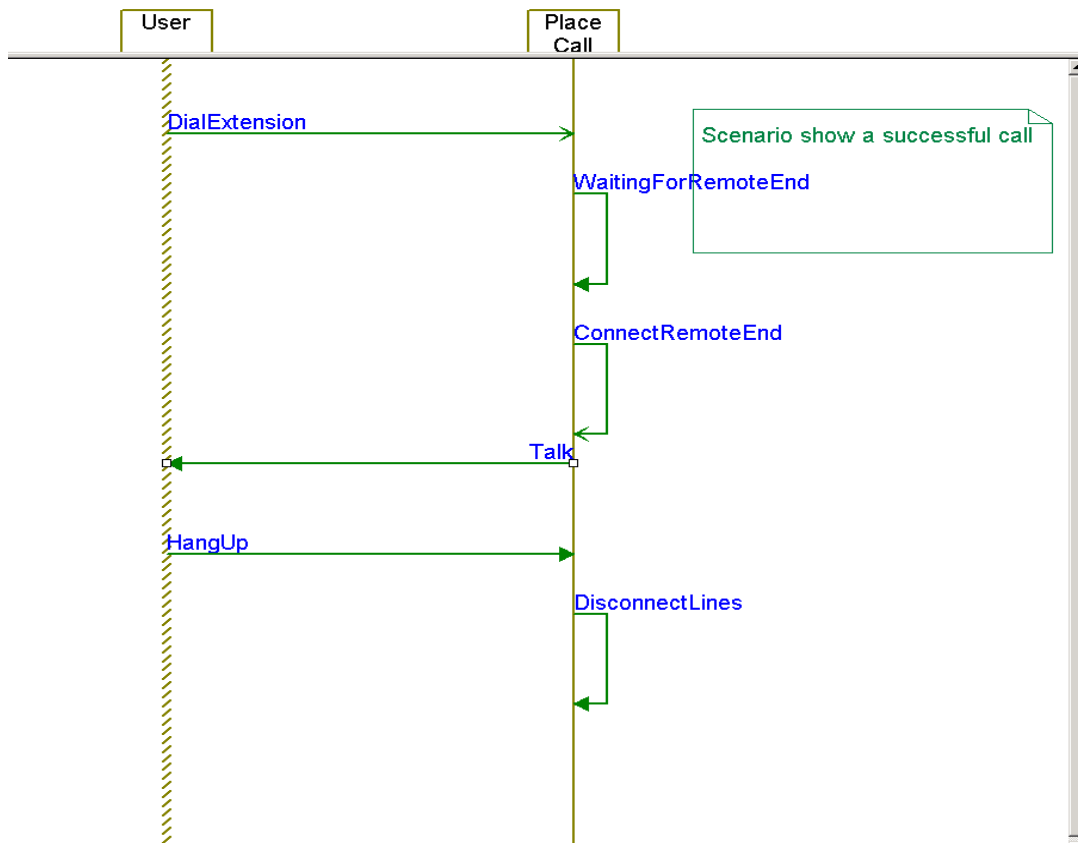 User
Place
Call
DialExtension
Scenario show a successful call
WaitingForRemoteEnd
ConnectRemoteEnd
Talk
HangUp
DisconnectLines